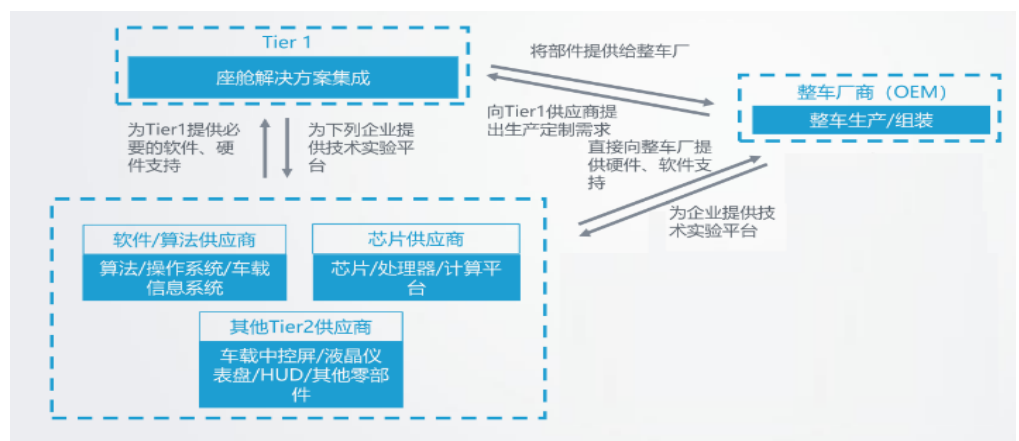 Tier 1
座舱解决方案集成
将部件提供给整车厂
整车厂商（OEM）
整车生产/组装
向Tier1供应商提
出生产定制需求
为Tier1提供必
要的软件、硬
件支持
为下列企业提
供技术实验平
台
直接向整车厂提
供硬件、软件支
持
为企业提供技
术实验平台
软件/算法供应商
算法/操作系统/车载
信息系统
芯片供应商
芯片/处理器/计算平
台
其他Tier2供应商
车载中控屏/液晶仪
表盘/HUD/其他零部
件